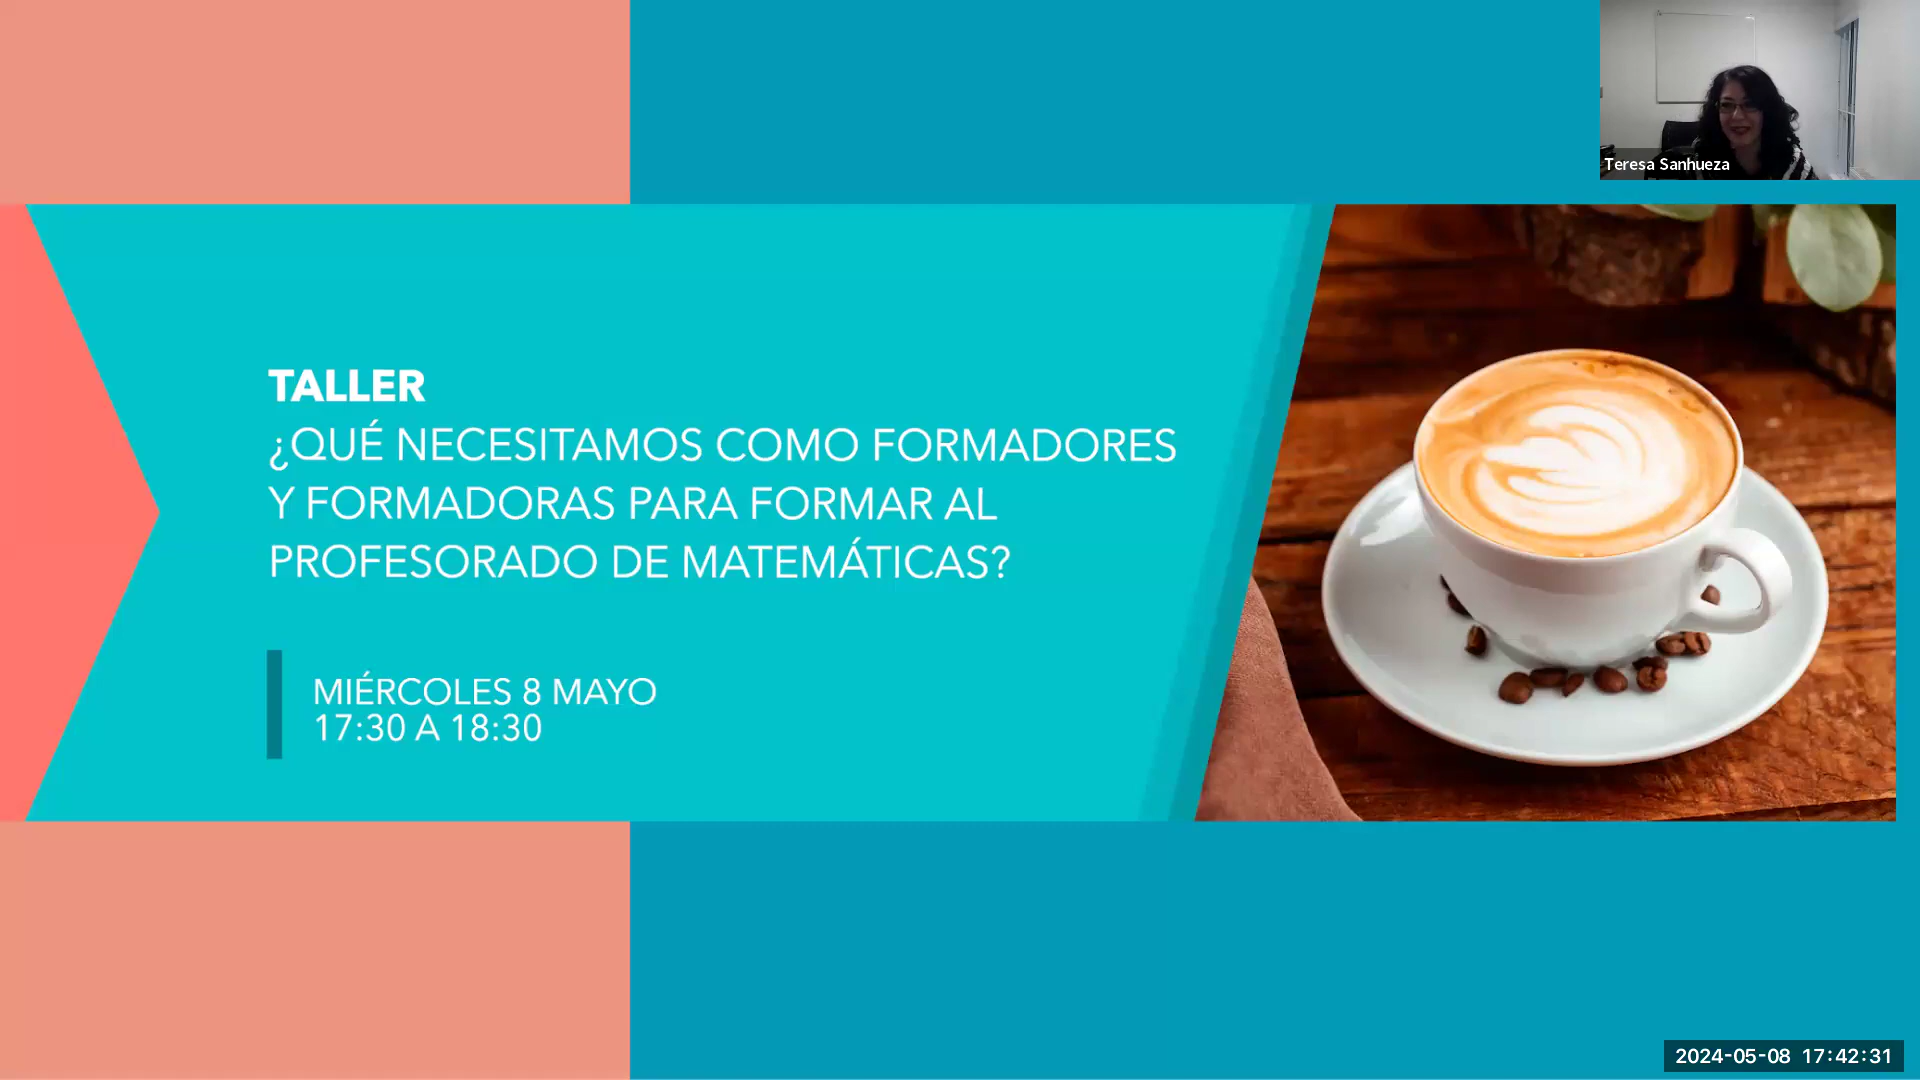 Teresa Sanhueza
TALLER
¿QUÉ NECESITAMOS COMO FORMADORES
Y FORMADORAS PARA FORMAR AL
PROFESORADO DE MATEMÁTICAS?
MIÉRCOLES 8 MAYO
17:30 A 18:30
2024-05-08 17:42:31